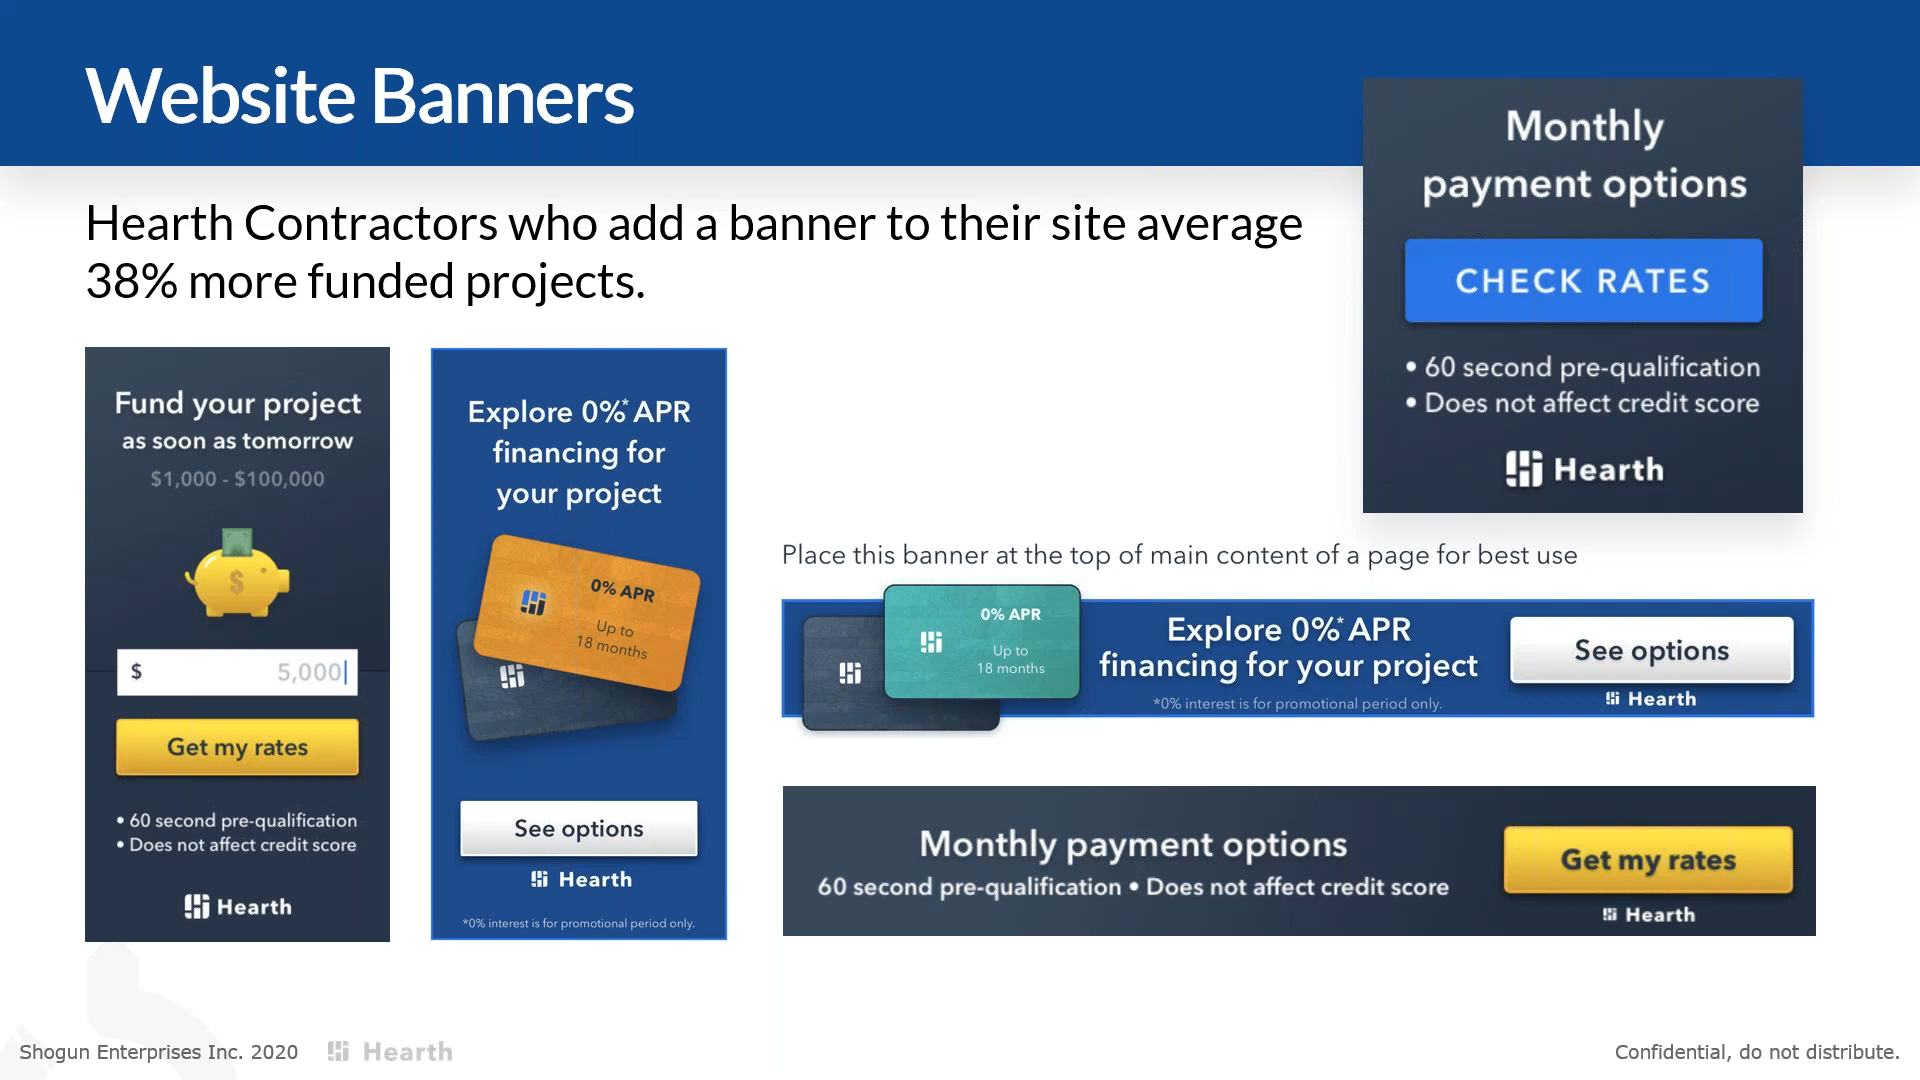 Website Banners
Hearth Contractors who add a banner to their site average
38% more funded projects.
Monthly
payment options
CHECK RATES
• 60 second pre-qualification
• Does not affect credit score
Hearth
Fund your project
as soon as tomorrow
$1,000 - $100,000
$
$ 5,000
Get my rates
• 60 second pre-qualification
• Does not affect credit score
Hearth
Explore 0%* APR
financing for
your project
0% APR
Up to
18 months
See options
Hearth
*0% interest is for promotional period only.
Place this banner at the top of main content of a page for best use
0% APR
Up to
18 months
Explore 0%* APR
financing for your project
*0% interest is for promotional period only.
See options
Hearth
Monthly payment options
60 second pre-qualification • Does not affect credit score
Get my rates
Hearth
Shogun Enterprises Inc. 2020 Hearth
Confidential, do not distribute.